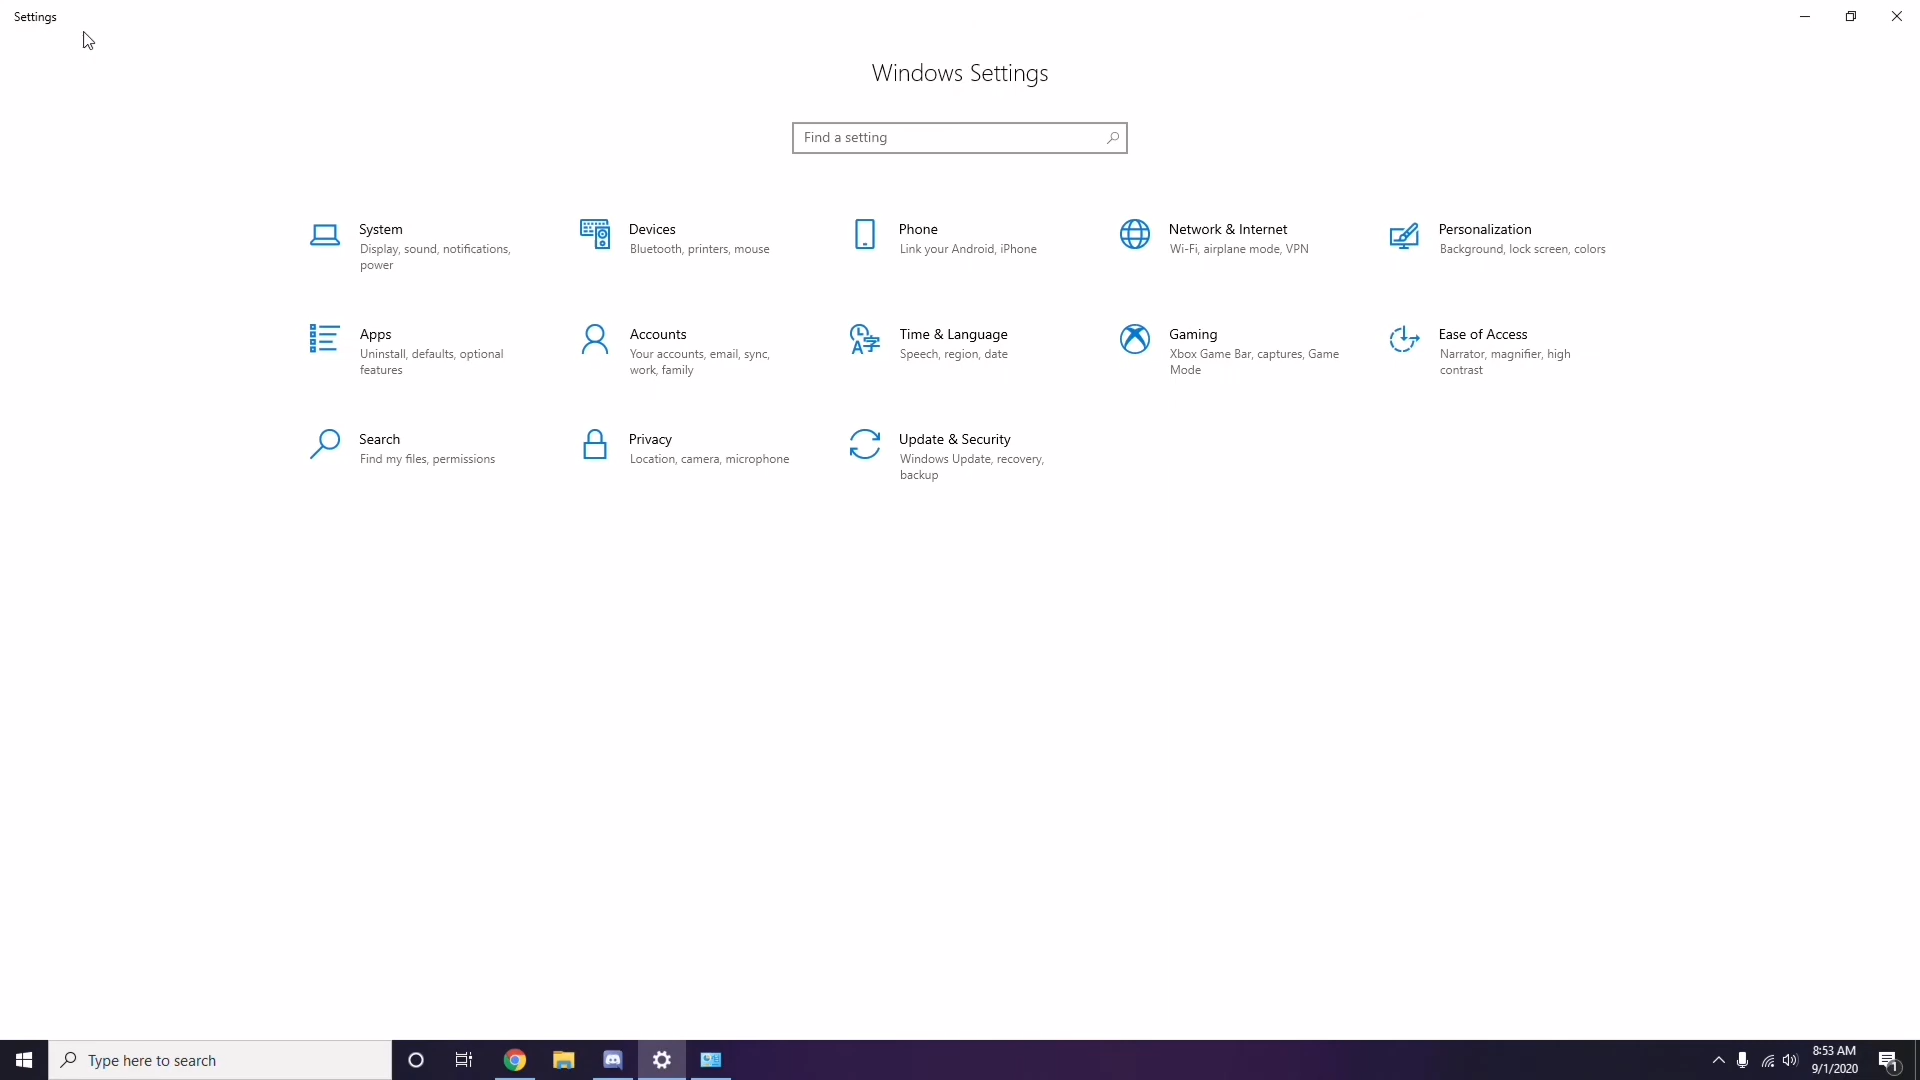 Settings
Windows Settings
Find a setting
System
Display, sound, notifications,
power
Devices
Bluetooth, printers, mouse
Phone
Link your Android, iPhone
Network & Internet
Wi-Fi, airplane mode, VPN
Personalization
Background, lock screen, colors
Apps
Uninstall, defaults, optional
features
Accounts
Your accounts, email, sync,
work, family
Time & Language
Speech, region, date
Gaming
Xbox Game Bar, captures, Game
Mode
Ease of Access
Narrator, magnifier, high
contrast
Search
Find my files, permissions
Privacy
Location, camera, microphone
Update & Security
Windows Update, recovery,
backup
Type here to search
8:53 AM
9/1/2020
1